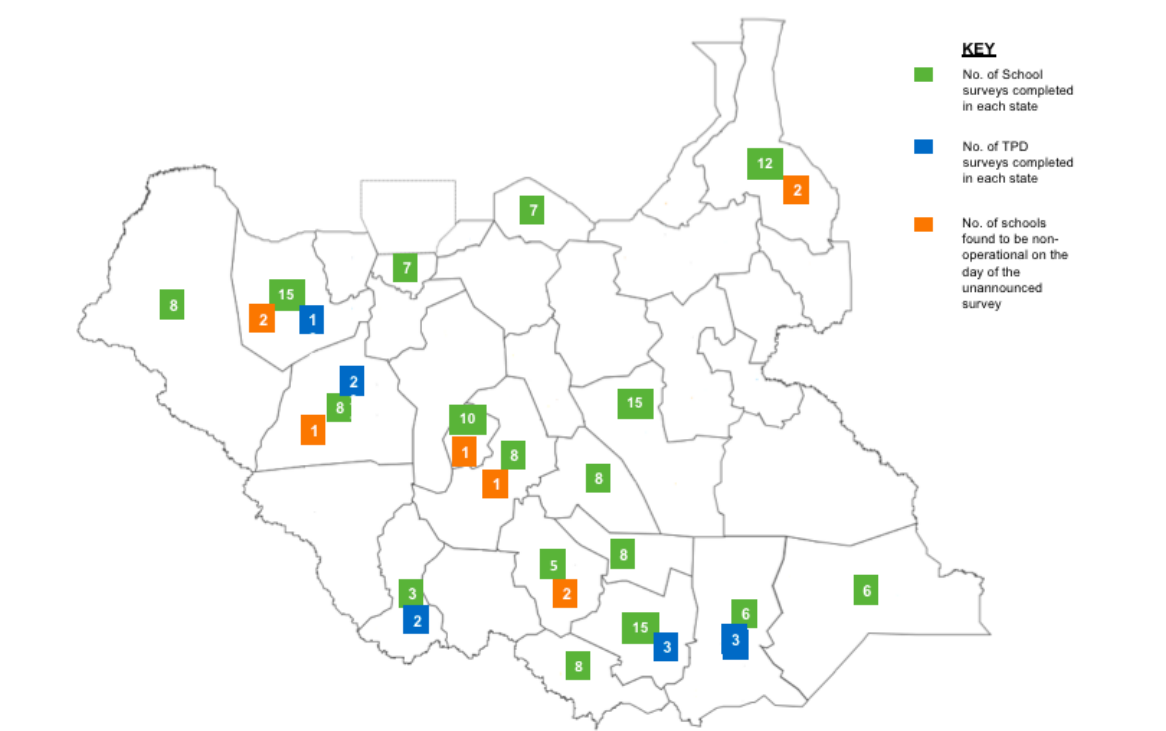 KEY
No. of School
surveys completed
in each state
No. of TPD
surveys completed
in each state
No. of schools
found to be non-
operational on the
day of the
unannounced
survey
12
2
7
7
15
8
2
1
2
8
1
15
10
1
8
1
8
8
5
2
3
2
6
6
15
3
3
8